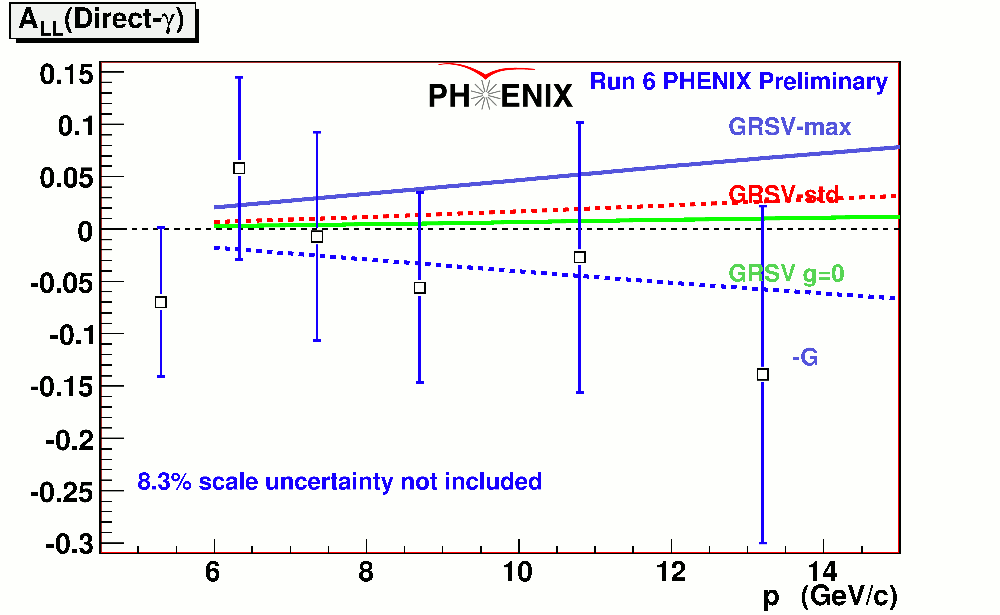 A_LL(Direct-γ)
PHENIX
Run 6 PHENIX Preliminary
GRSV-max
GRSV-std
GRSV g=0
-G
8.3% scale uncertainty not included
0.15
0.1
0.05
0
-0.05
-0.1
-0.15
-0.2
-0.25
-0.3
6 8 10 12 14
p (GeV/c)